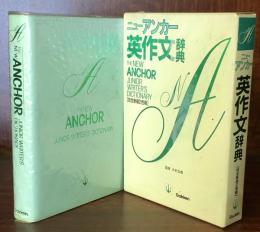 THE NEW
ANCHOR
JUNIOR WRITER'S DICTIONARY
A
THE NEW
ANCHOR
JUNIOR WRITER'S DICTIONARY
Gakken
ニューアンカー
英作文辞典
THE NEW
ANCHOR
JUNIOR
WRITER'S
DICTIONARY
N
A
Gakken
ニューアンカー
英作文辞典
A
Gakken